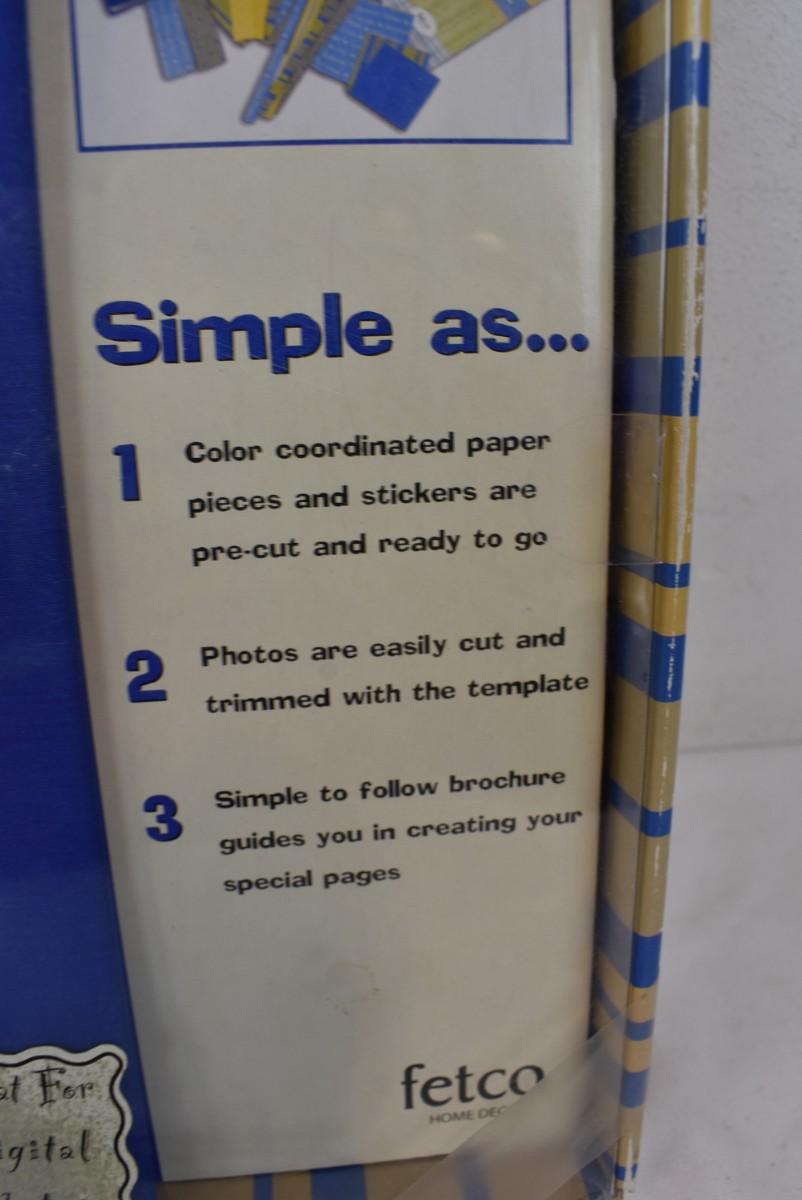 Simple as...
1 Color coordinated paper
pieces and stickers are
pre-cut and ready to go
2 Photos are easily cut and
trimmed with the template
3 Simple to follow brochure
guides you in creating your
special pages
fetco
HOME
For